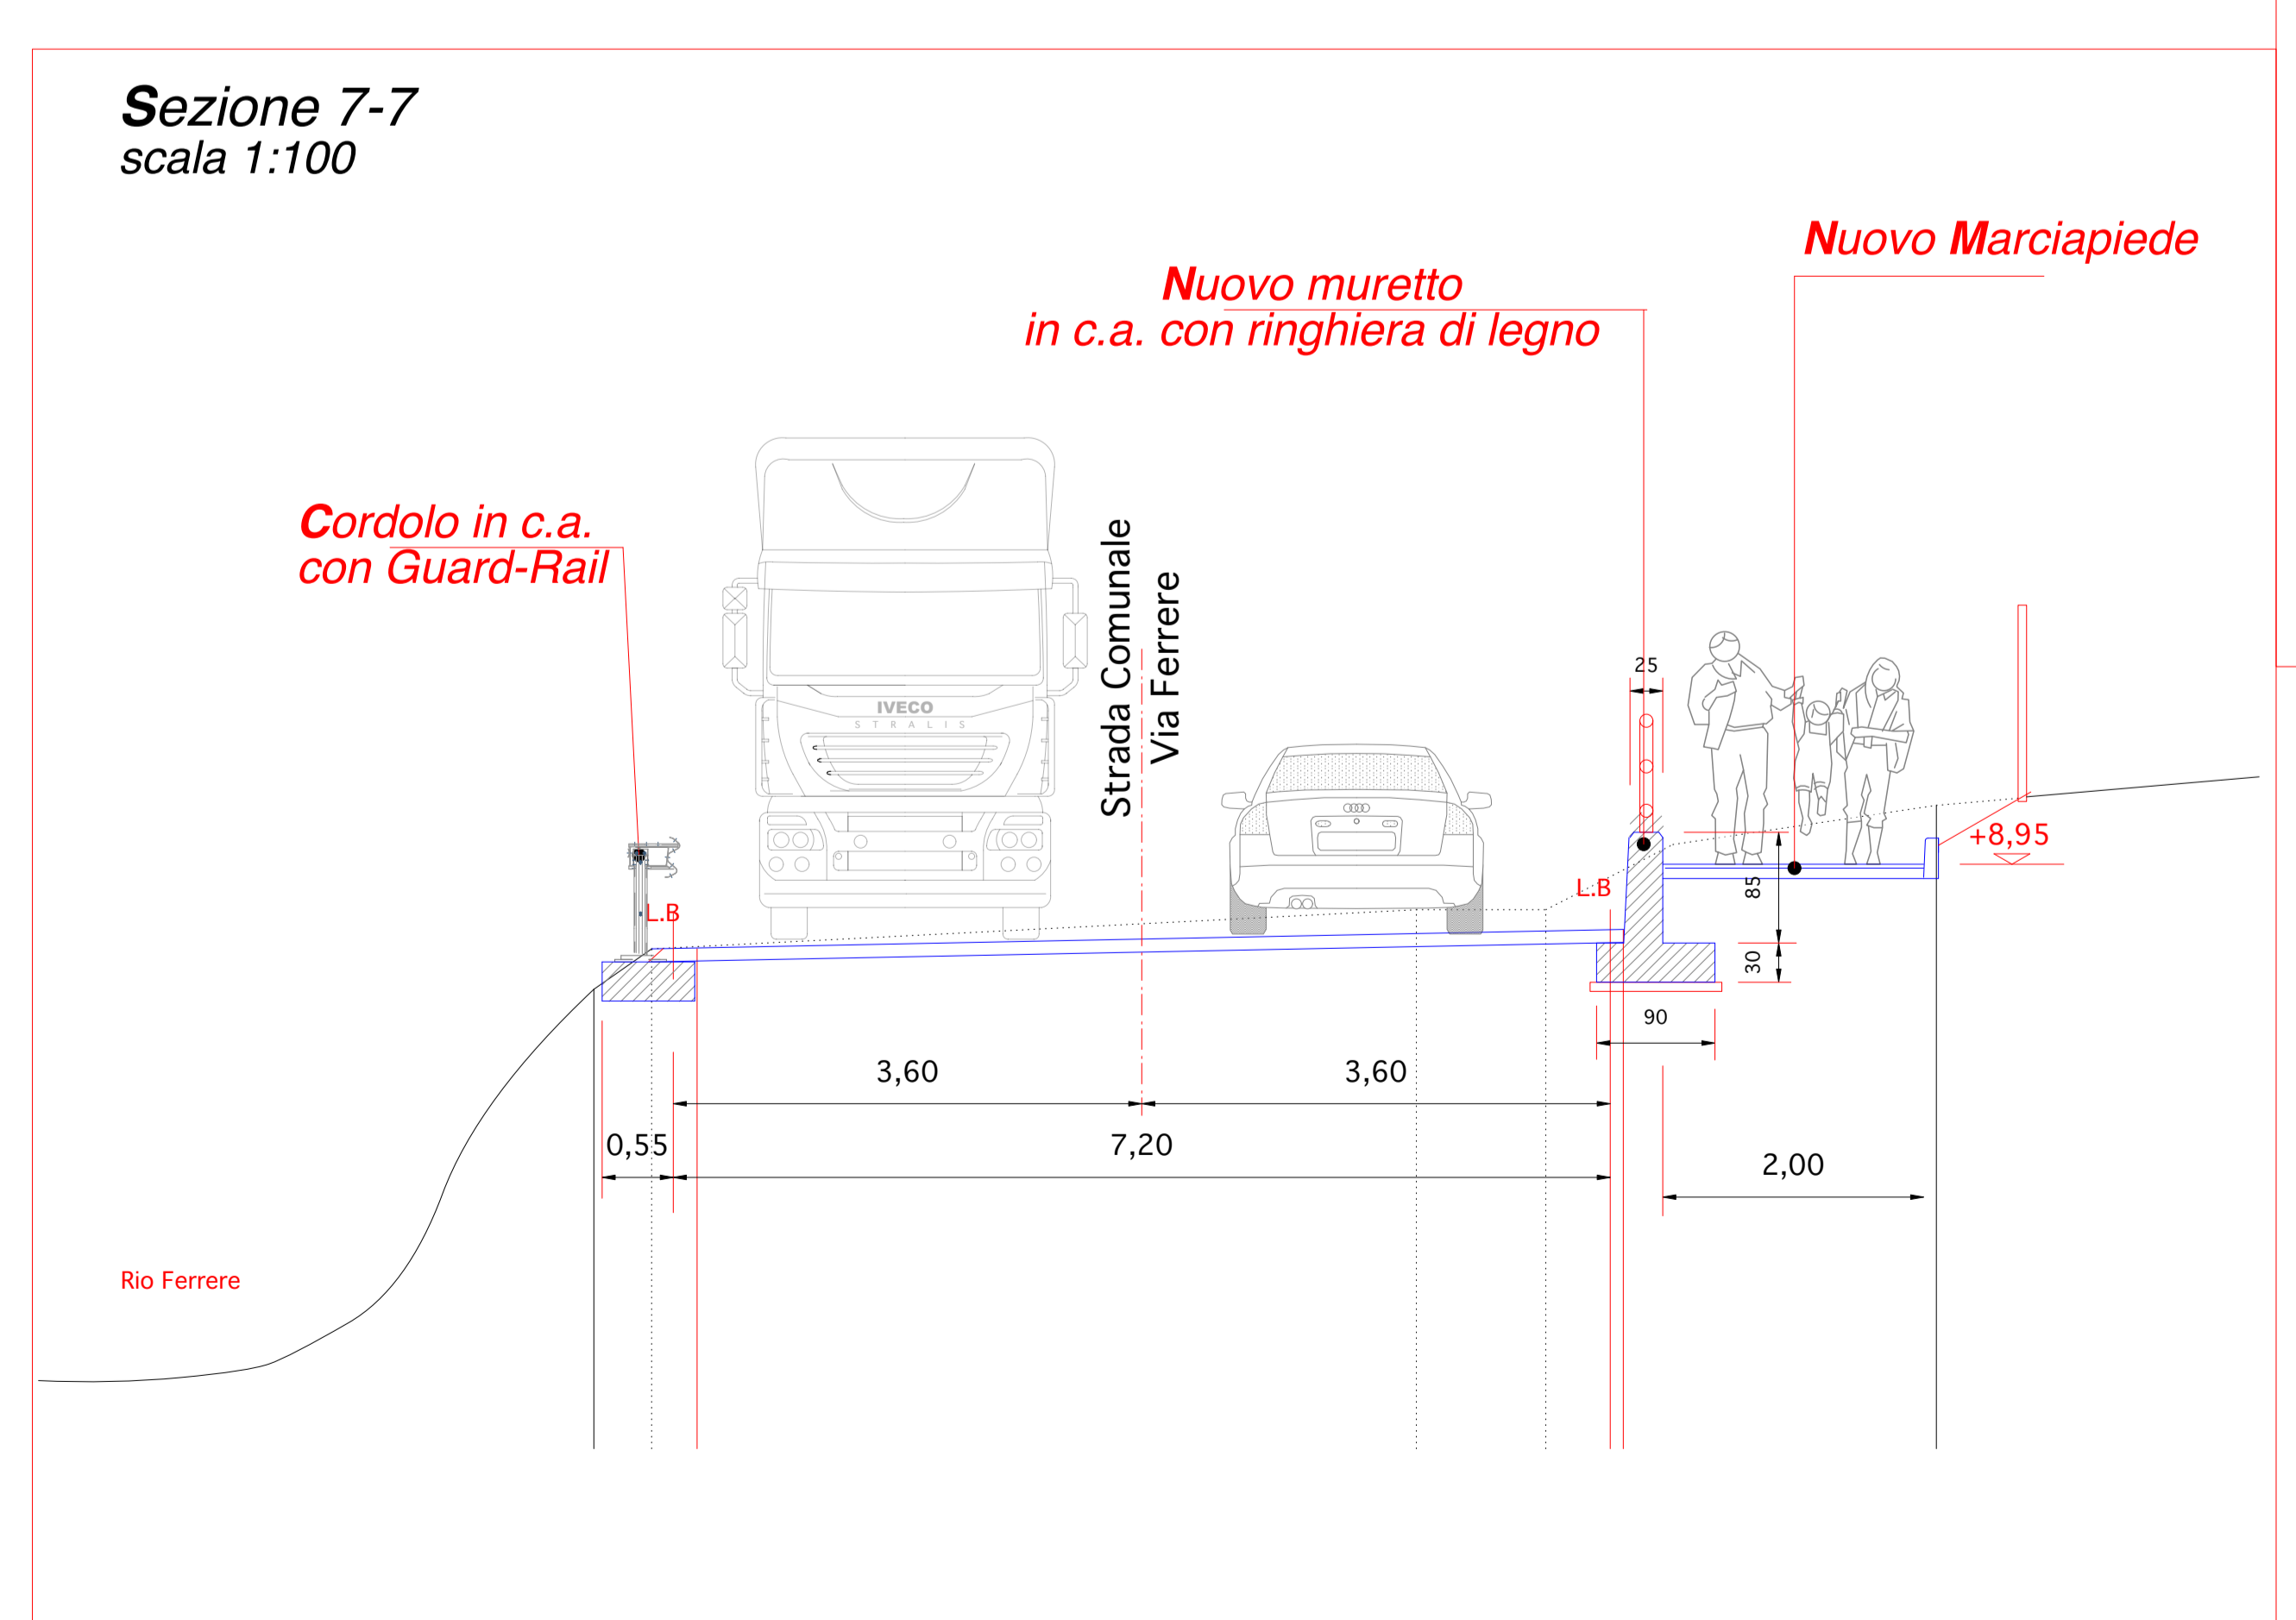 Sezione 7-7
scala 1:100
Nuovo Marciapiede
Nuovo muretto
in c.a. con ringhiera di legno
Cordolo in c.a.
con Guard-Rail
Strada Comunale
Via Ferrere
25
IVECO
STRALIS
+8,95
L.B
85
L.B
30
90
3,60
3,60
0,55
7,20
2,00
Rio Ferrere